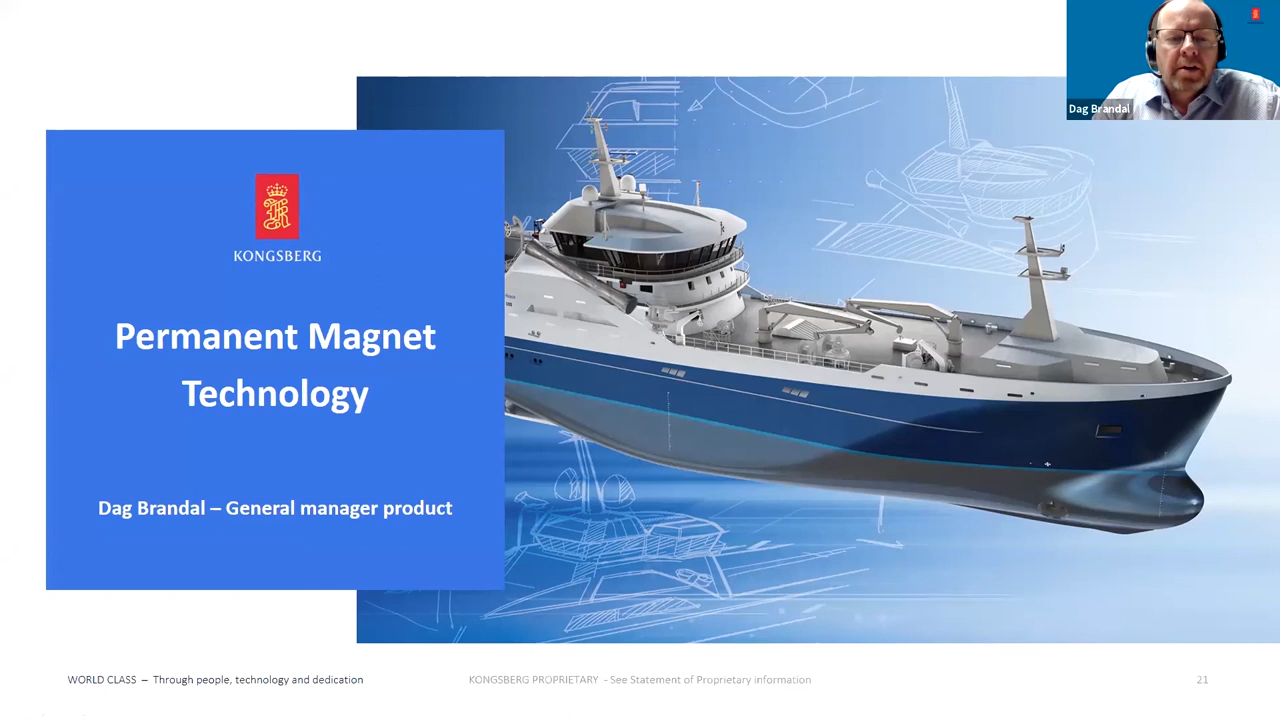 Dag Brandal
KONGSBERG
Permanent Magnet
Technology
Dag Brandal – General manager product
WORLD CLASS – Through people, technology and dedication
KONGSBERG PROPRIETARY - See Statement of Proprietary information
21